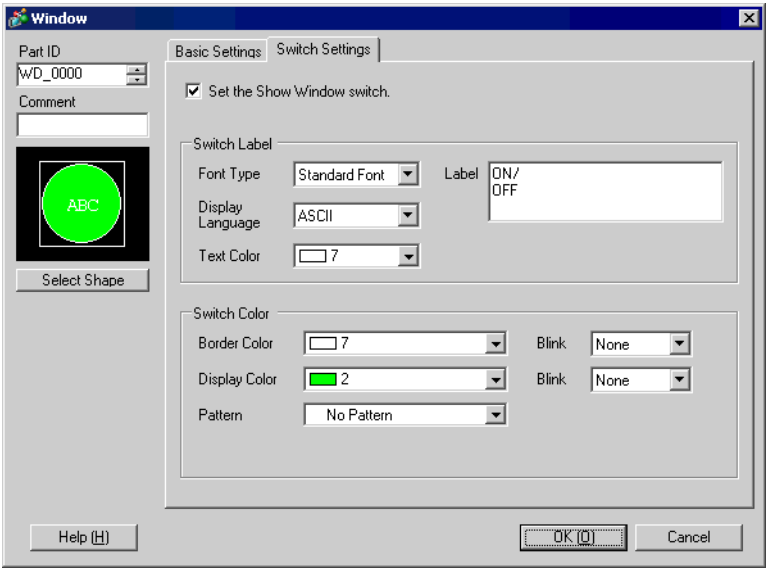 Window
Part ID
WD_0000
Comment
ABC
Select Shape
Basic Settings Switch Settings
Set the Show Window switch.
Switch Label
Font Type Standard Font Label ON/
OFF
Display
Language ASCII
Text Color 7
Switch Color
Border Color 7 Blink None
Display Color 2 Blink None
Pattern No Pattern
Help (H) OK (O) Cancel